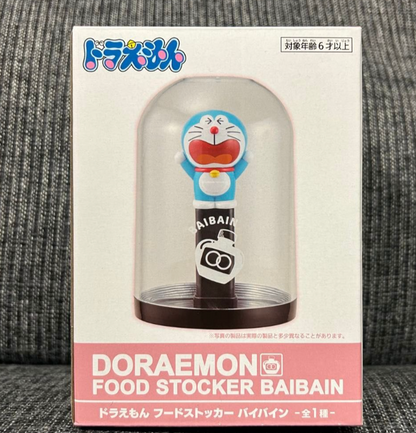 ドラえもん
対象年齢6才以上
BAIBAIN
※写真の製品は実際の製品と多少異なることがあります。
DORAEMON
FOOD STOCKER BAIBAIN
ドラえもん フードストッカー バイバイン -全1種-